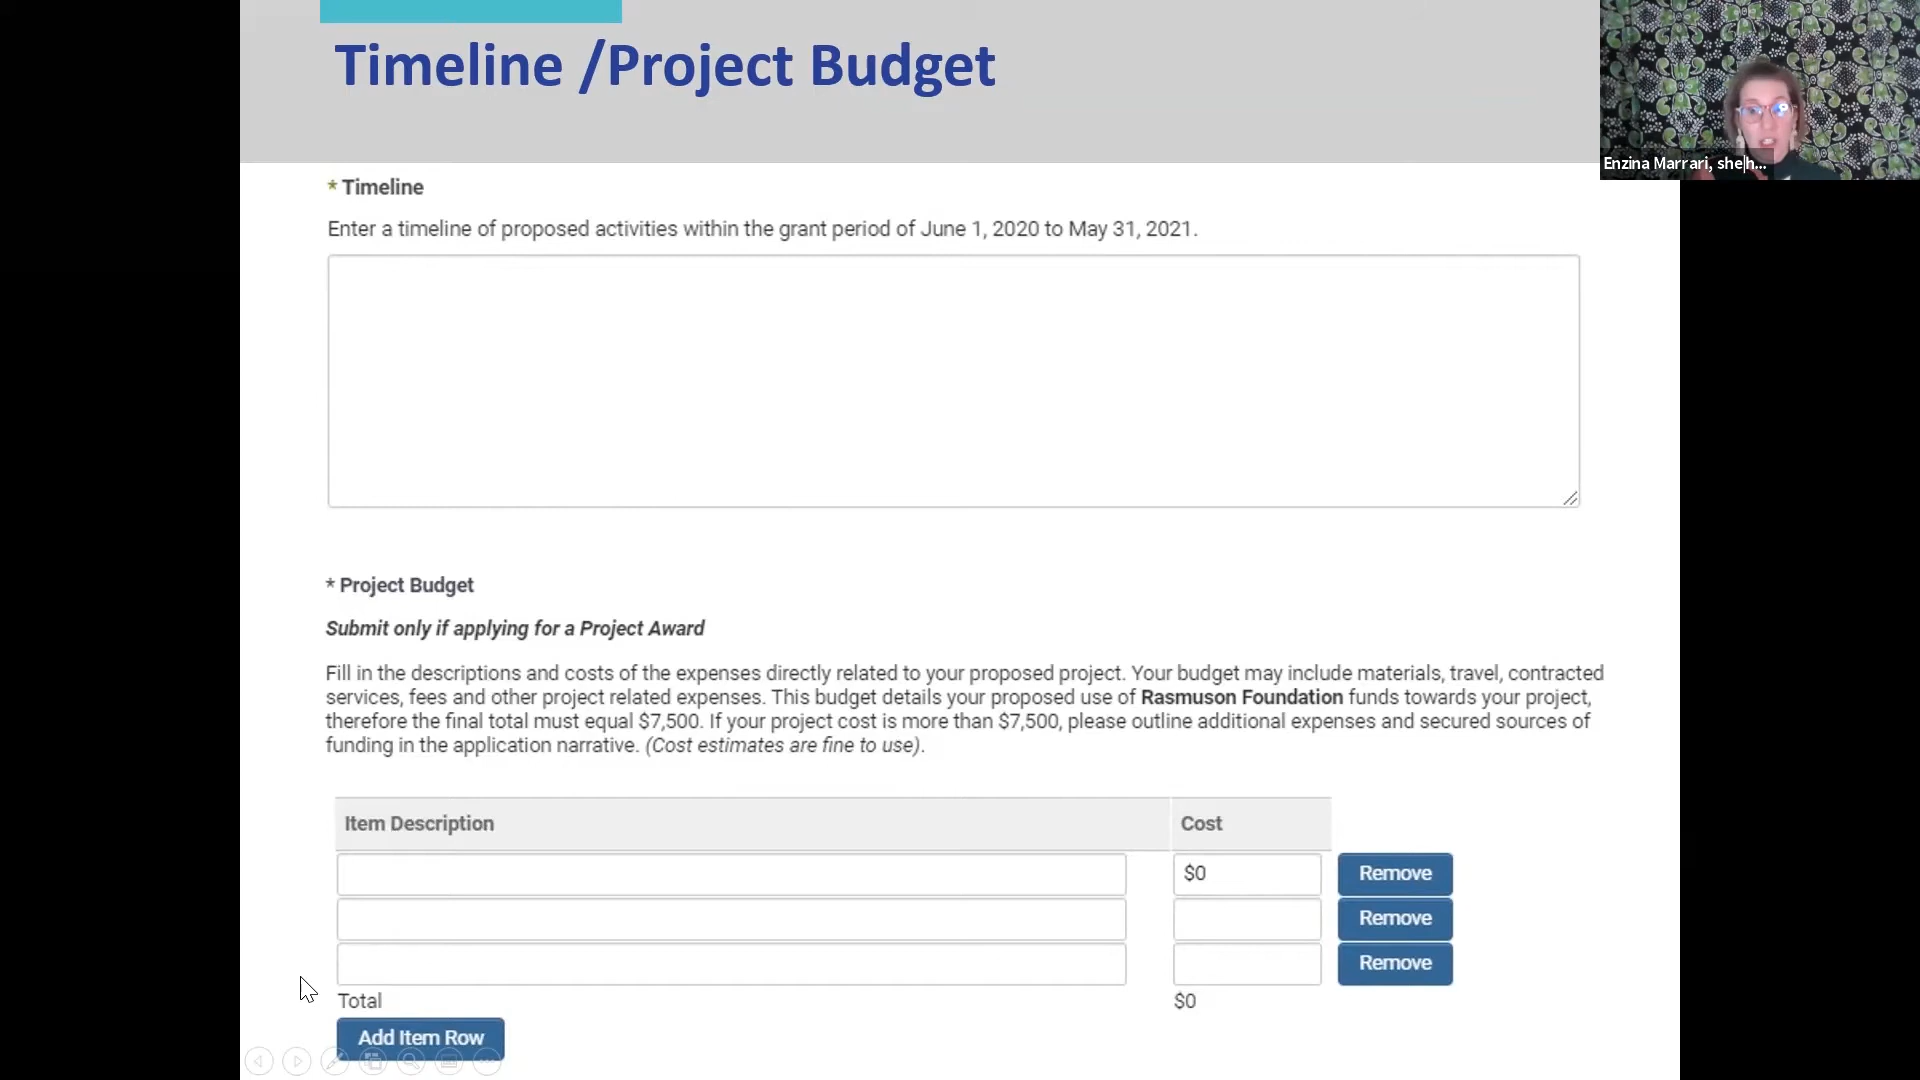 Timeline /Project Budget
Enzina Marrari, she|h...
* Timeline
Enter a timeline of proposed activities within the grant period of June 1, 2020 to May 31, 2021.
* Project Budget
Submit only if applying for a Project Award
Fill in the descriptions and costs of the expenses directly related to your proposed project. Your budget may include materials, travel, contracted
services, fees and other project related expenses. This budget details your proposed use of Rasmuson Foundation funds towards your project,
therefore the final total must equal $7,500. If your project cost is more than $7,500, please outline additional expenses and secured sources of
funding in the application narrative. (Cost estimates are fine to use).
Item Description Cost
$0 Remove
Remove
Remove
Total $0
Add Item Row